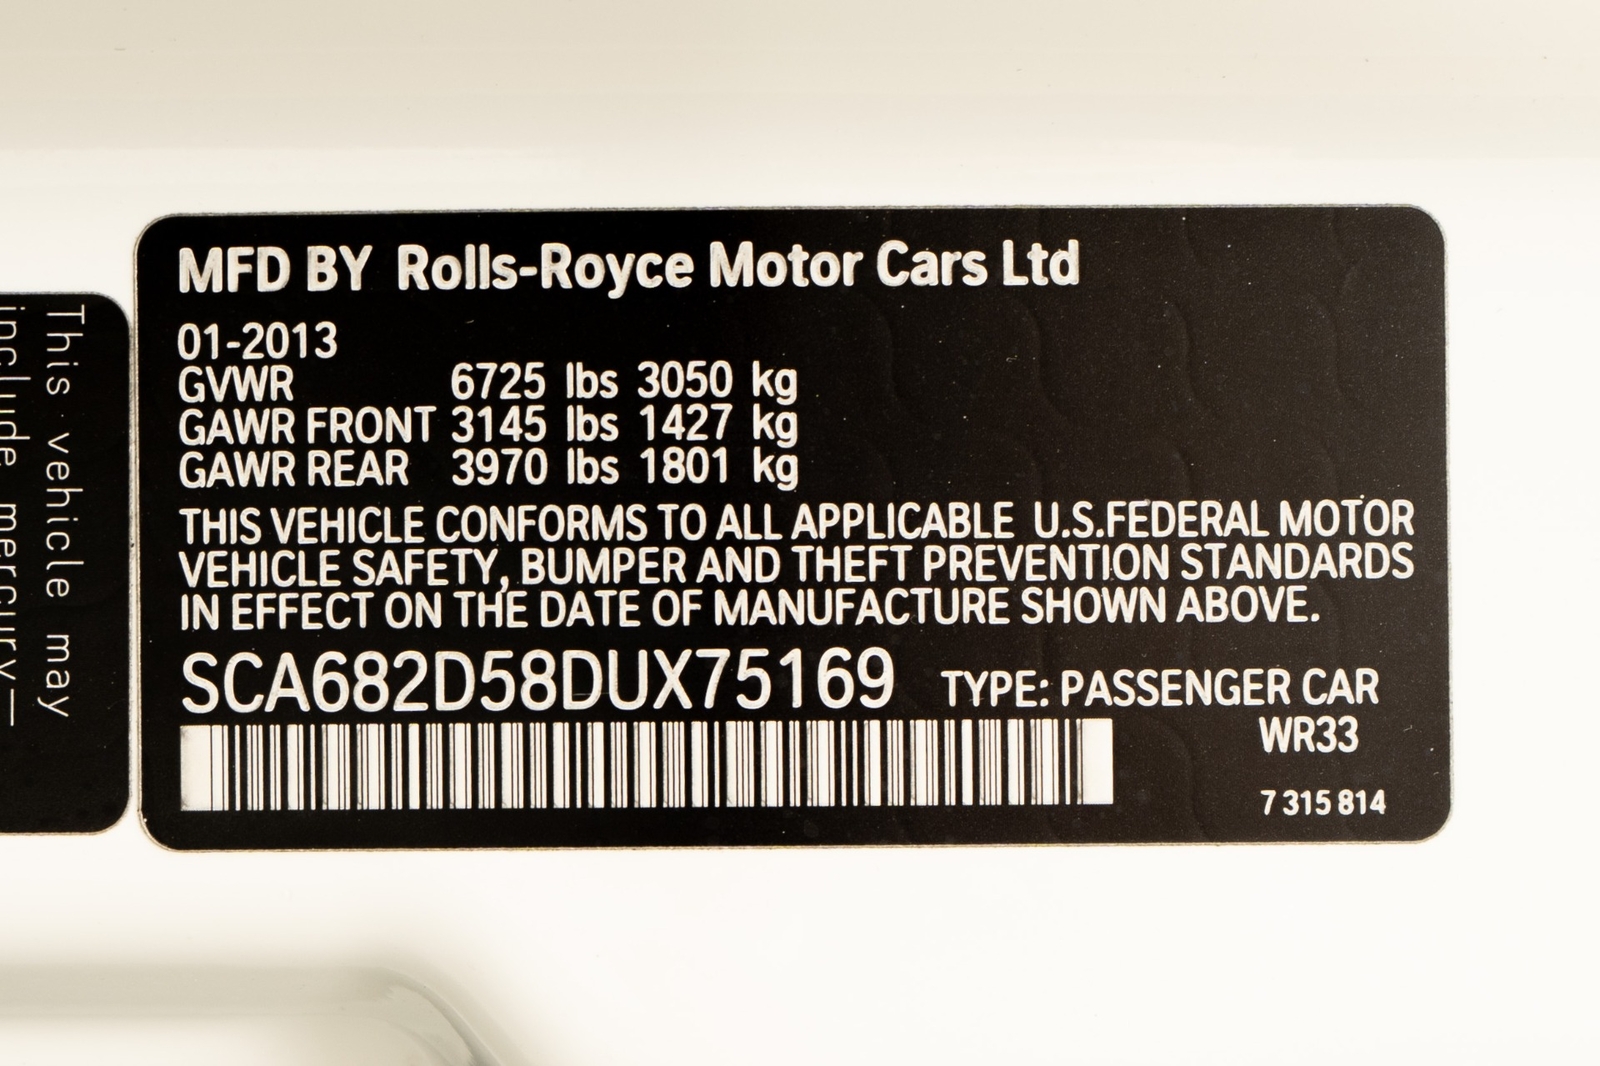 MFD BY Rolls-Royce Motor Cars Ltd
01-2013
GVWR 6725 lbs 3050 kg
GAWR FRONT 3145 lbs 1427 kg
GAWR REAR 3970 lbs 1801 kg
THIS VEHICLE CONFORMS TO ALL APPLICABLE U.S.FEDERAL MOTOR
VEHICLE SAFETY, BUMPER AND THEFT PREVENTION STANDARDS
IN EFFECT ON THE DATE OF MANUFACTURE SHOWN ABOVE.
SCA682D58DUX75169 TYPE: PASSENGER CAR
WR33
7 315 814
This vehicle may
include mercury—